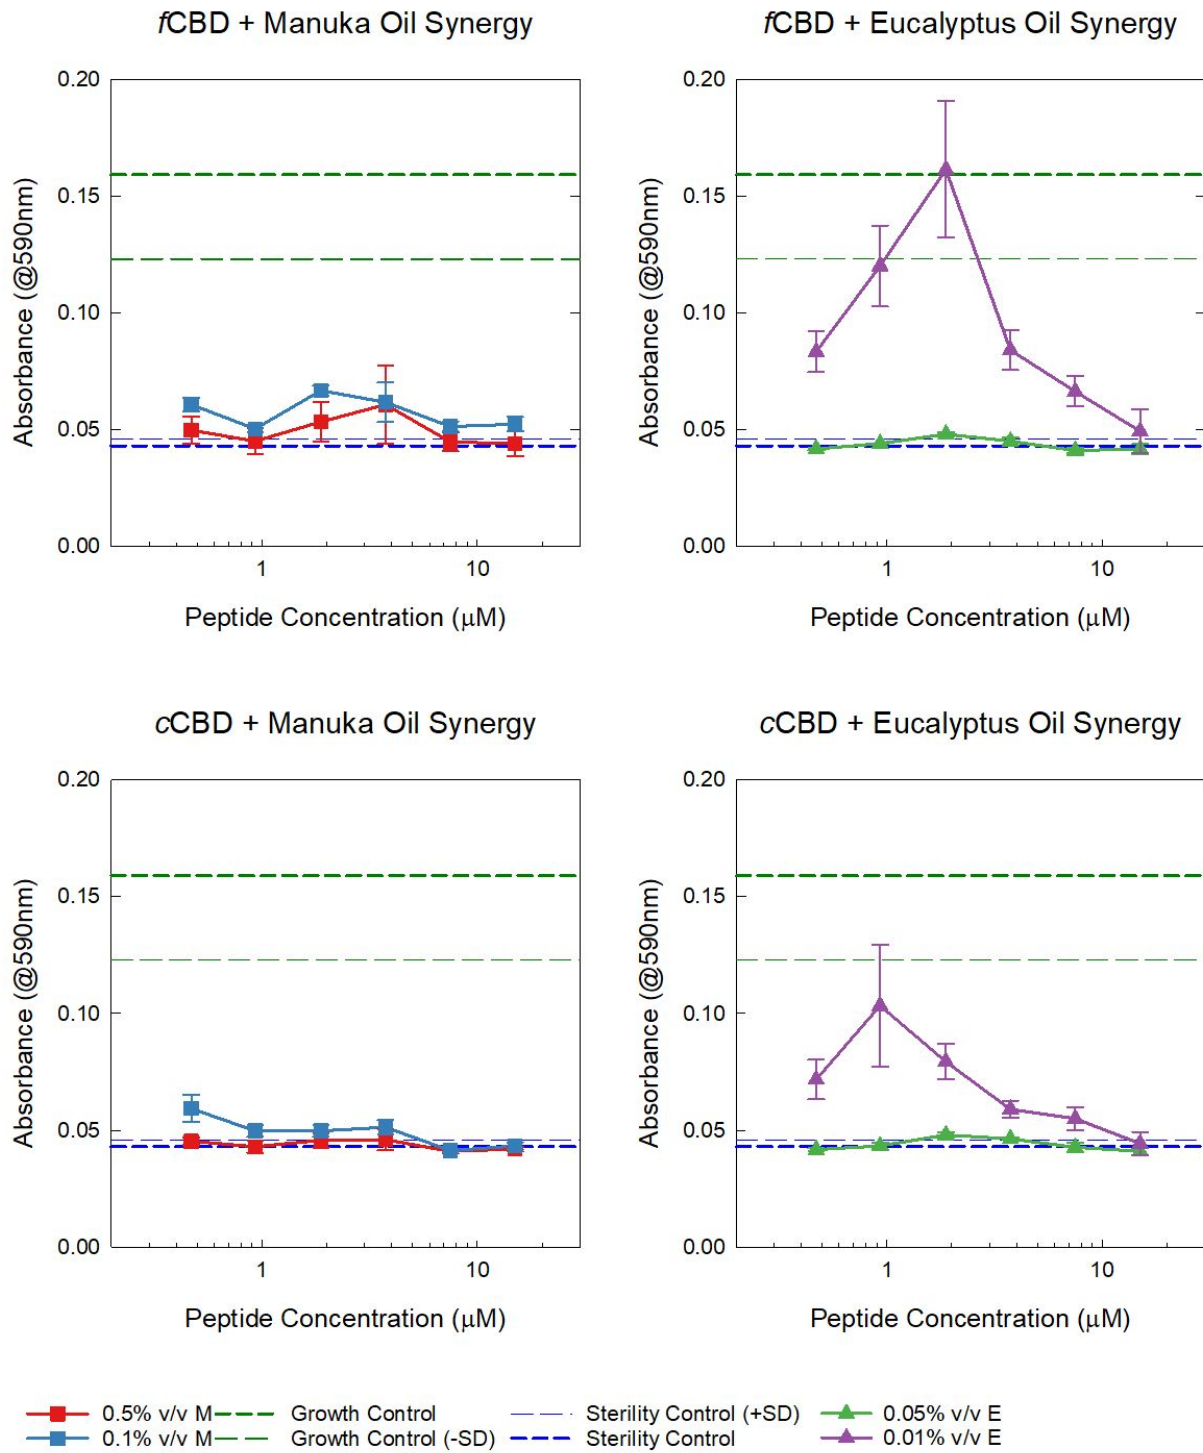 fCBD + Manuka Oil Synergy
fCBD + Eucalyptus Oil Synergy
Absorbance (@590nm)
0.20
0.15
0.10
0.05
0.00
1
10
Peptide Concentration (μM)
Absorbance (@590nm)
0.20
0.15
0.10
0.05
0.00
1
10
Peptide Concentration (μM)
cCBD + Manuka Oil Synergy
cCBD + Eucalyptus Oil Synergy
Absorbance (@590nm)
0.20
0.15
0.10
0.05
0.00
1
10
Peptide Concentration (μM)
Absorbance (@590nm)
0.20
0.15
0.10
0.05
0.00
1
10
Peptide Concentration (μM)
0.5% v/v M
Growth Control
Sterility Control (+SD)
0.05% v/v E
0.1% v/v M
Growth Control (-SD)
Sterility Control
0.01% v/v E